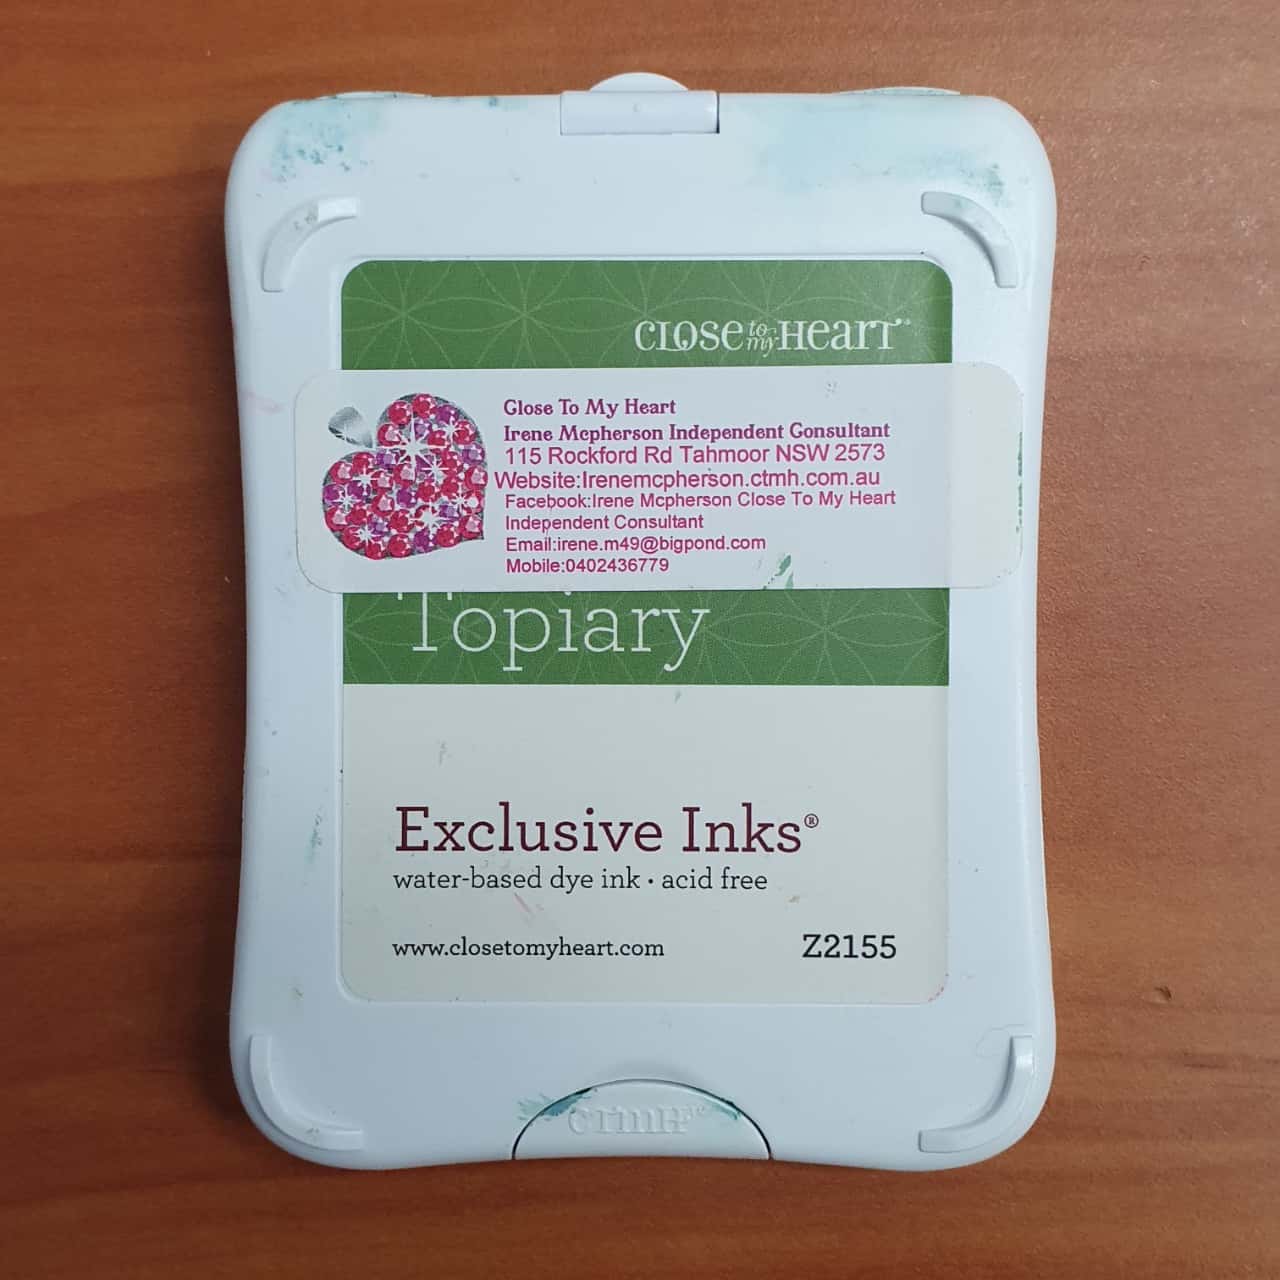 CLOSE to my HEART®
Close To My Heart
Irene Mcpherson Independent Consultant
115 Rockford Rd Tahmoor NSW 2573
Website:Irenemcpherson.ctmh.com.au
Facebook:Irene Mcpherson Close To My Heart
Independent Consultant
Email:irene.m49@bigpond.com
Mobile:0402436779
Topiary
Exclusive Inks®
water-based dye ink • acid free
www.closetomyheart.com Z2155
CTMH